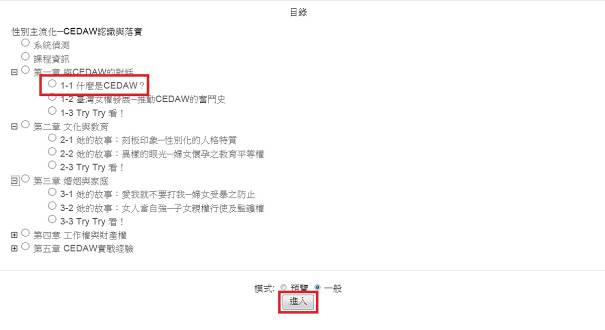 目錄
性別主流化─CEDAW認識與落實
系統偵測
課程資訊
第一章 與CEDAW的對話
1-1 什麼是CEDAW？
1-2 臺灣女權發展─推動CEDAW的奮鬥史
1-3 Try Try 看！
第二章 文化與教育
2-1 她的故事：刻板印象─性別化的人格特質
2-2 她的故事：異樣的眼光─婦女懷孕之教育平等權
2-3 Try Try 看！
第三章 婚姻與家庭
3-1 她的故事：愛我就不要打我─婦女受暴之防止
3-2 她的故事：女人當自強─子女親權行使及監護權
3-3 Try Try 看！
第四章 工作權與財產權
第五章 CEDAW實戰經驗
模式: 預覽 一般
進入